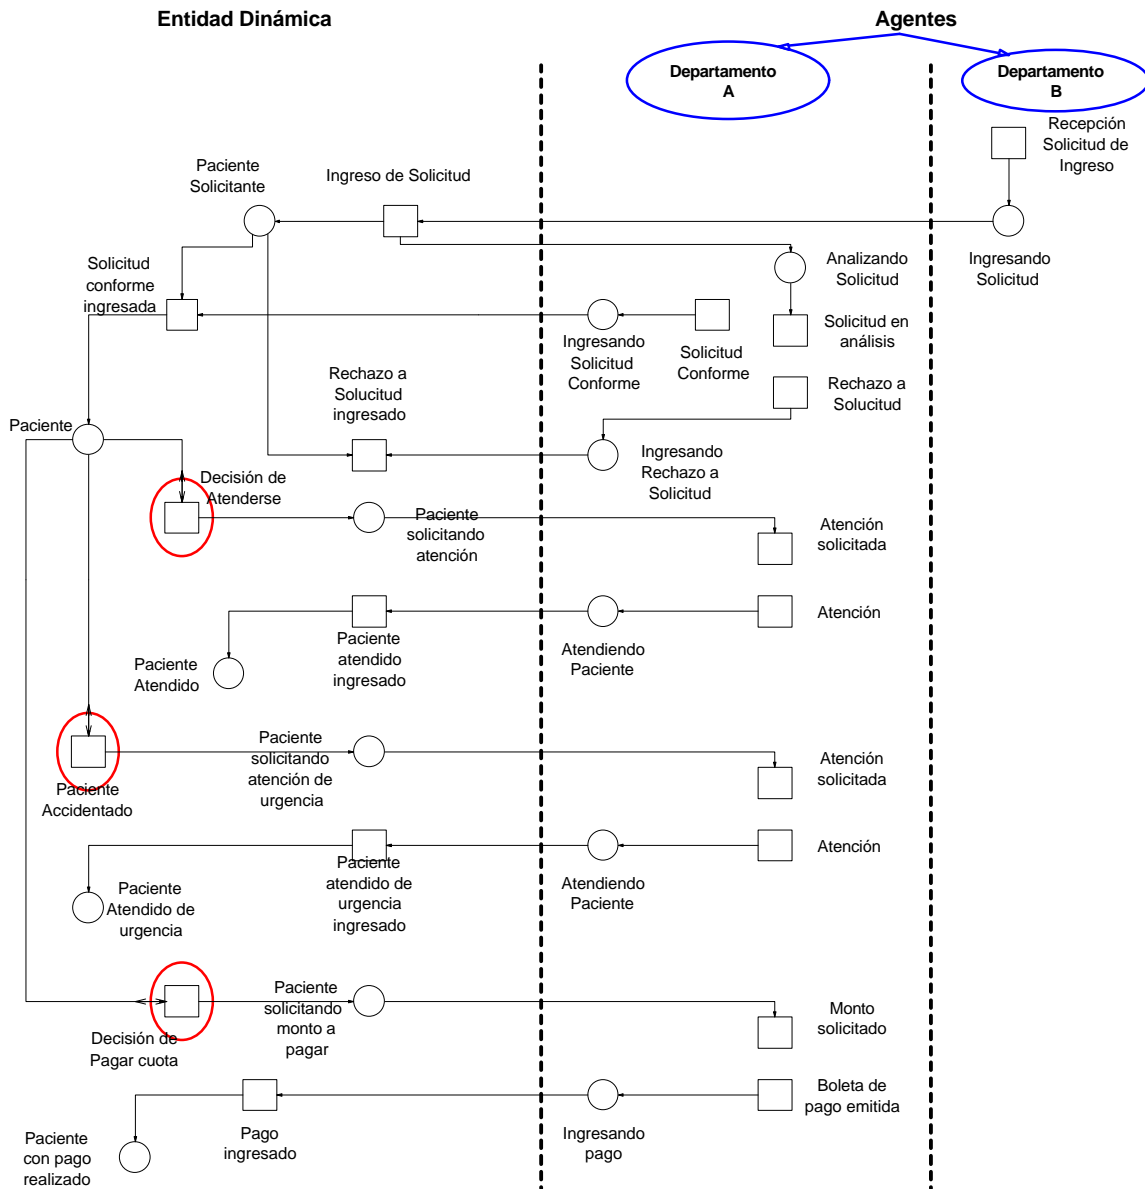 Entidad Dinámica
Agentes
Departamento
A
Departamento
B
Recepción
Solicitud de
Ingreso
Paciente
Solicitante
Ingreso de Solicitud
Solicitud
conforme
ingresada
Analizando
Solicitud
Ingresando
Solicitud
Ingresando
Solicitud
Conforme
Solicitud
Conforme
Solicitud en
análisis
Rechazo a
Solucitud
ingresado
Rechazo a
Solucitud
Paciente
Ingresando
Rechazo a
Solicitud
Decisión de
Atenderse
Paciente
solicitando
atención
Atención
solicitada
Paciente
atendido
ingresado
Atendiendo
Paciente
Atención
Paciente
Atendido
Paciente
solicitando
atención de
urgencia
Atención
solicitada
Paciente
Accidentado
Paciente
atendido de
urgencia
ingresado
Atendiendo
Paciente
Atención
Paciente
Atendido de
urgencia
Paciente
solicitando
monto a
pagar
Monto
solicitado
Decisión de
Pagar cuota
Boleta de
pago emitida
Pago
ingresado
Ingresando
pago
Paciente
con pago
realizado